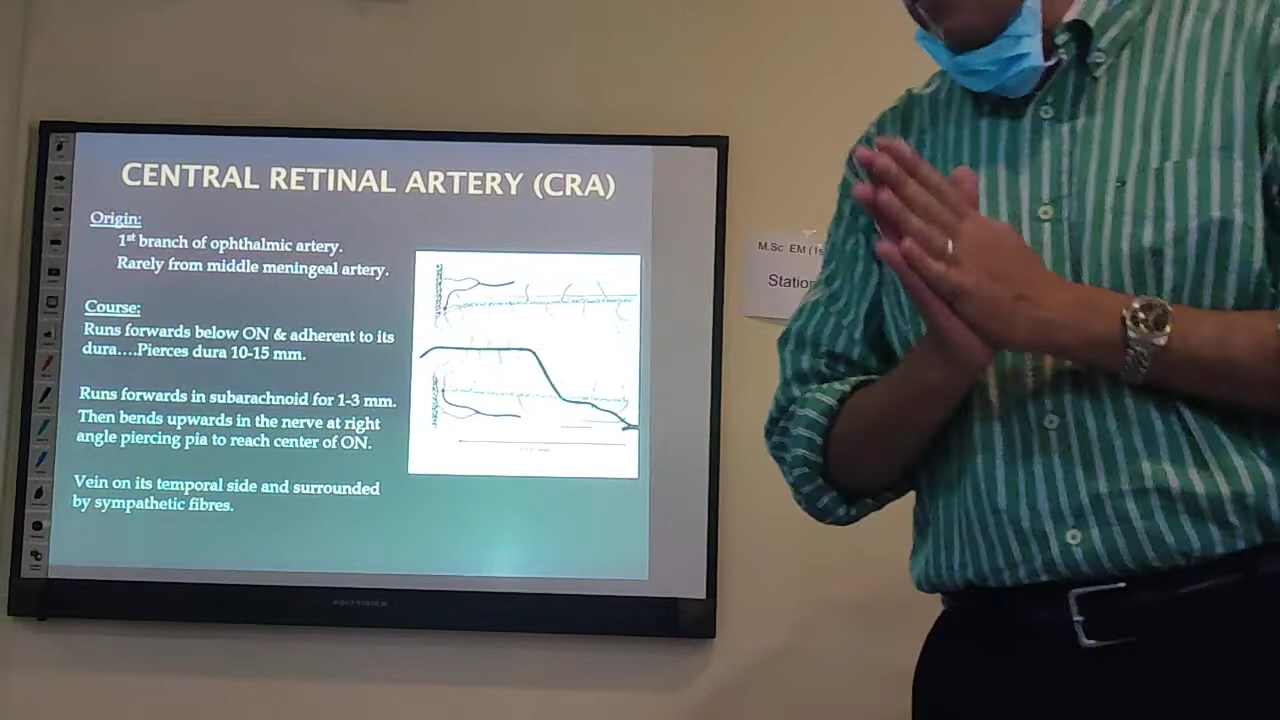 CENTRAL RETINAL ARTERY (CRA)
Origin:
1st branch of ophthalmic artery.
Rarely from middle meningeal artery.
Course:
Runs forwards below ON & adherent to its
dura....Pierces dura 10-15 mm.
Runs forwards in subarachnoid for 1-3 mm.
Then bends upwards in the nerve at right
angle piercing pia to reach center of ON.
Vein on its temporal side and surrounded
by sympathetic fibres.
POLYVISION
M.Sc EM (1s
Station